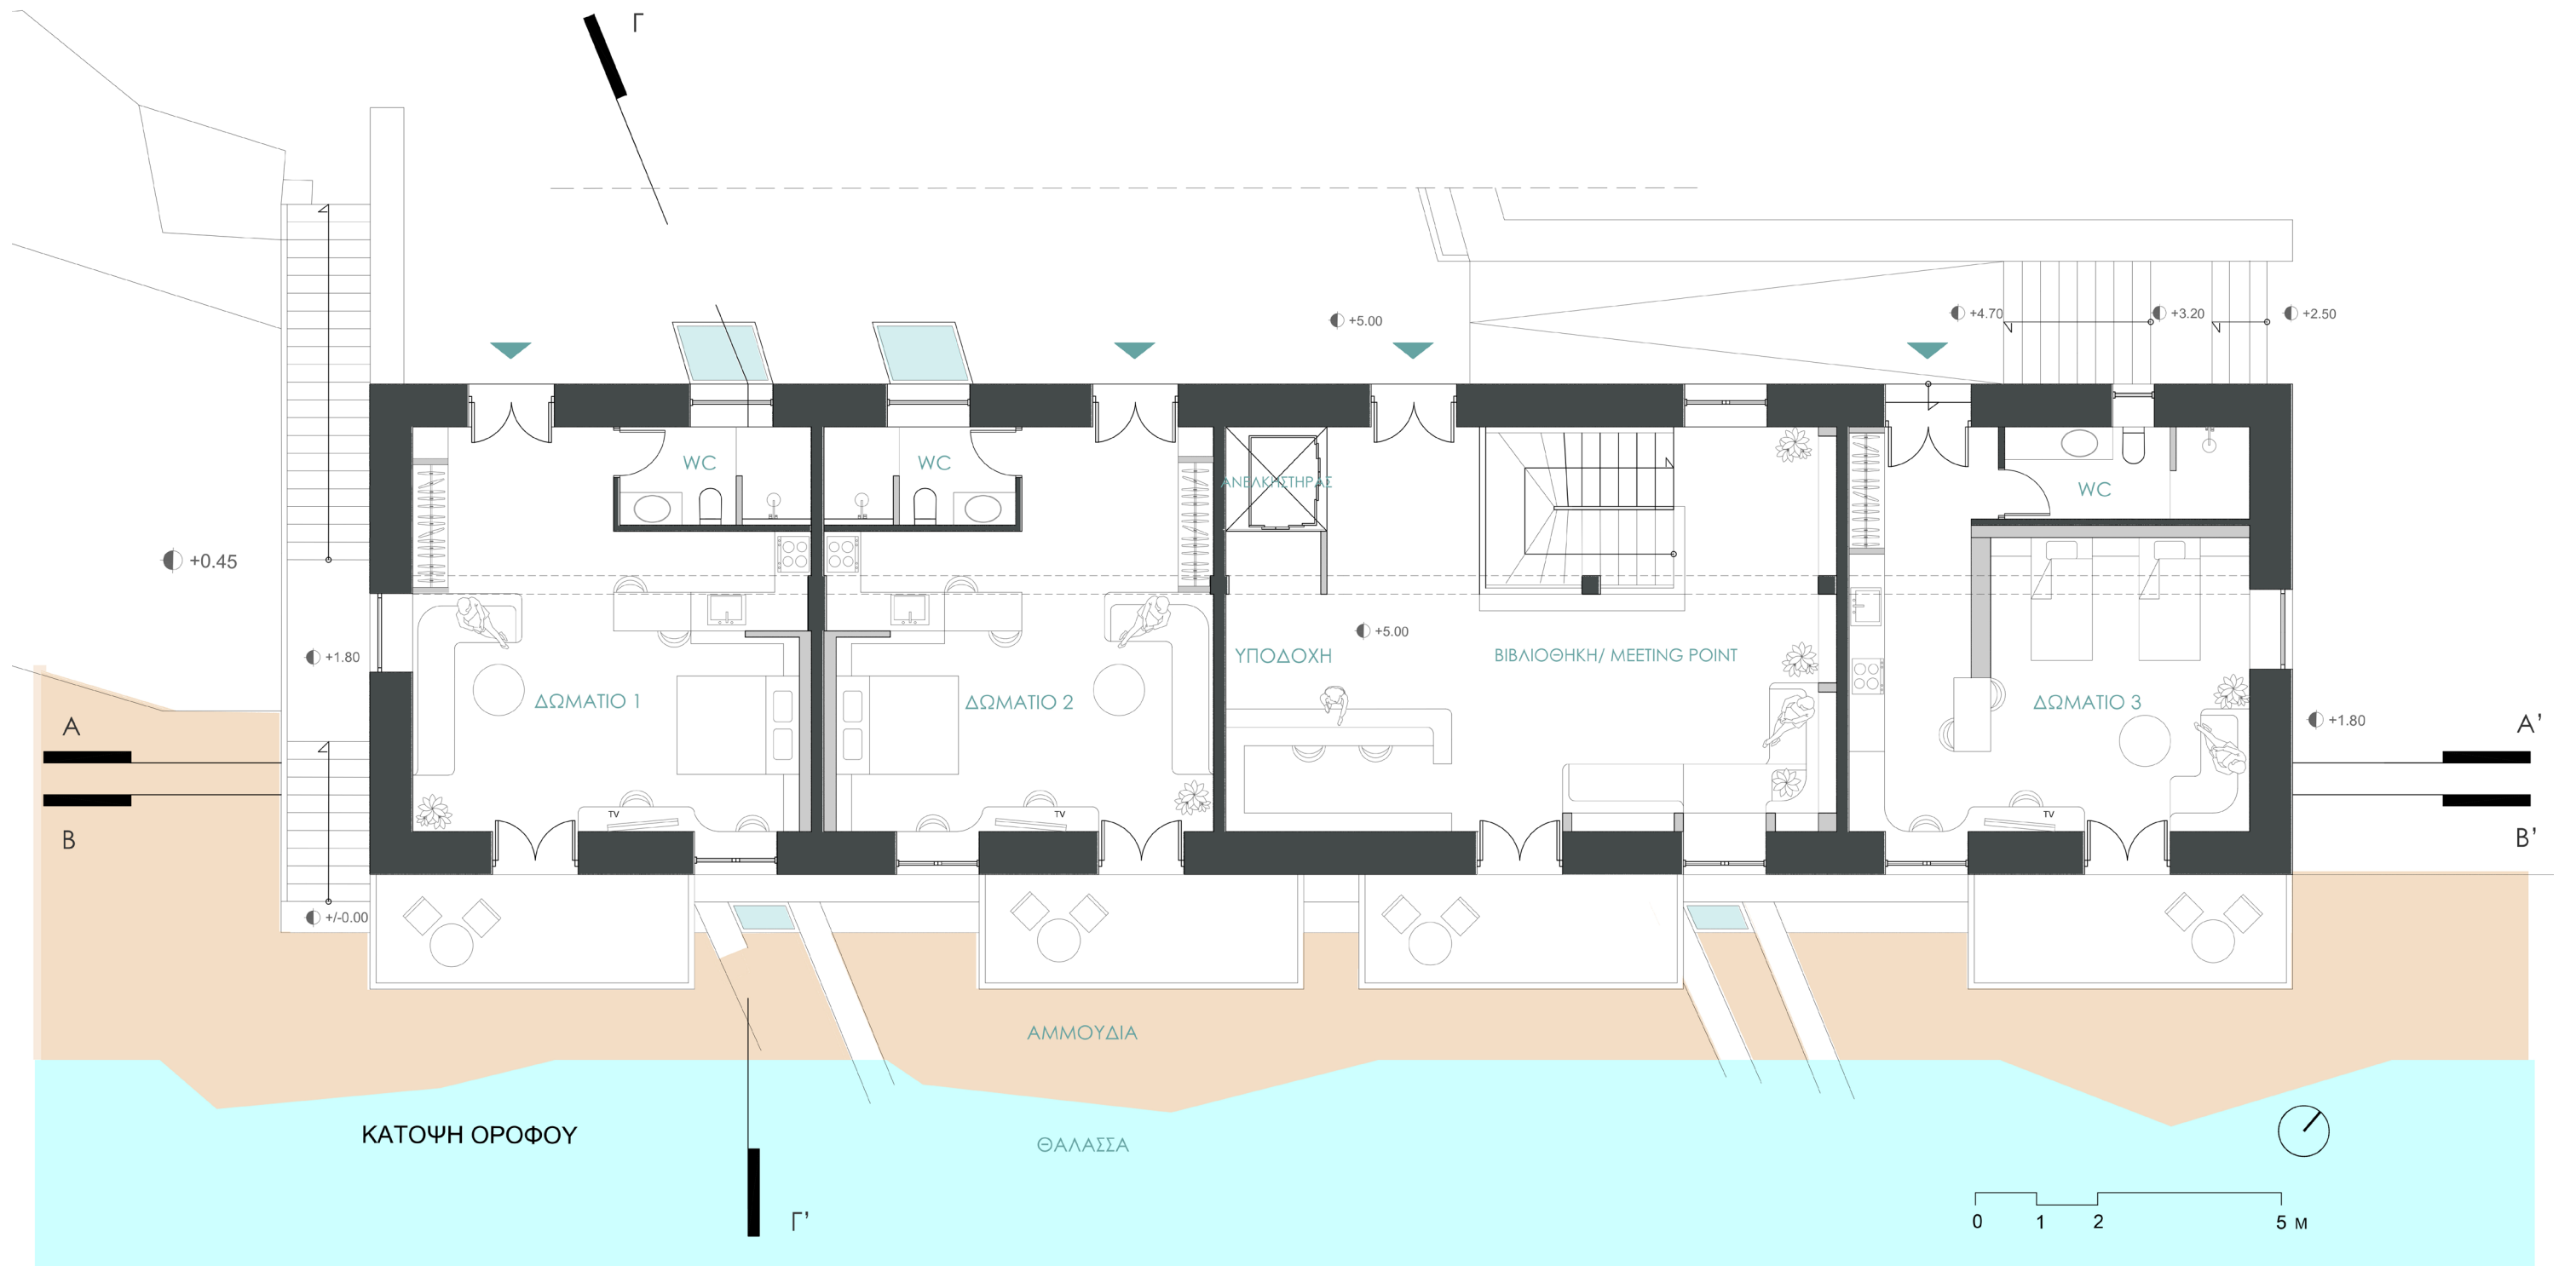 Γ
+5.00
+4.70
+3.20
+2.50
WC
WC
ΑΝΕΛΚΗΣΤΗΡΑΣ
WC
+0.45
+1.80
ΥΠΟΔΟΧΗ
+5.00
ΒΙΒΛΙΟΘΗΚΗ/ MEETING POINT
ΔΩΜΑΤΙΟ 1
ΔΩΜΑΤΙΟ 2
ΔΩΜΑΤΙΟ 3
+1.80
Α
Α'
Β
Β'
TV
TV
TV
+/-0.00
ΑΜΜΟΥΔΙΑ
ΚΑΤΟΨΗ ΟΡΟΦΟΥ
ΘΑΛΑΣΣΑ
Γ'
0 1 2 5 Μ